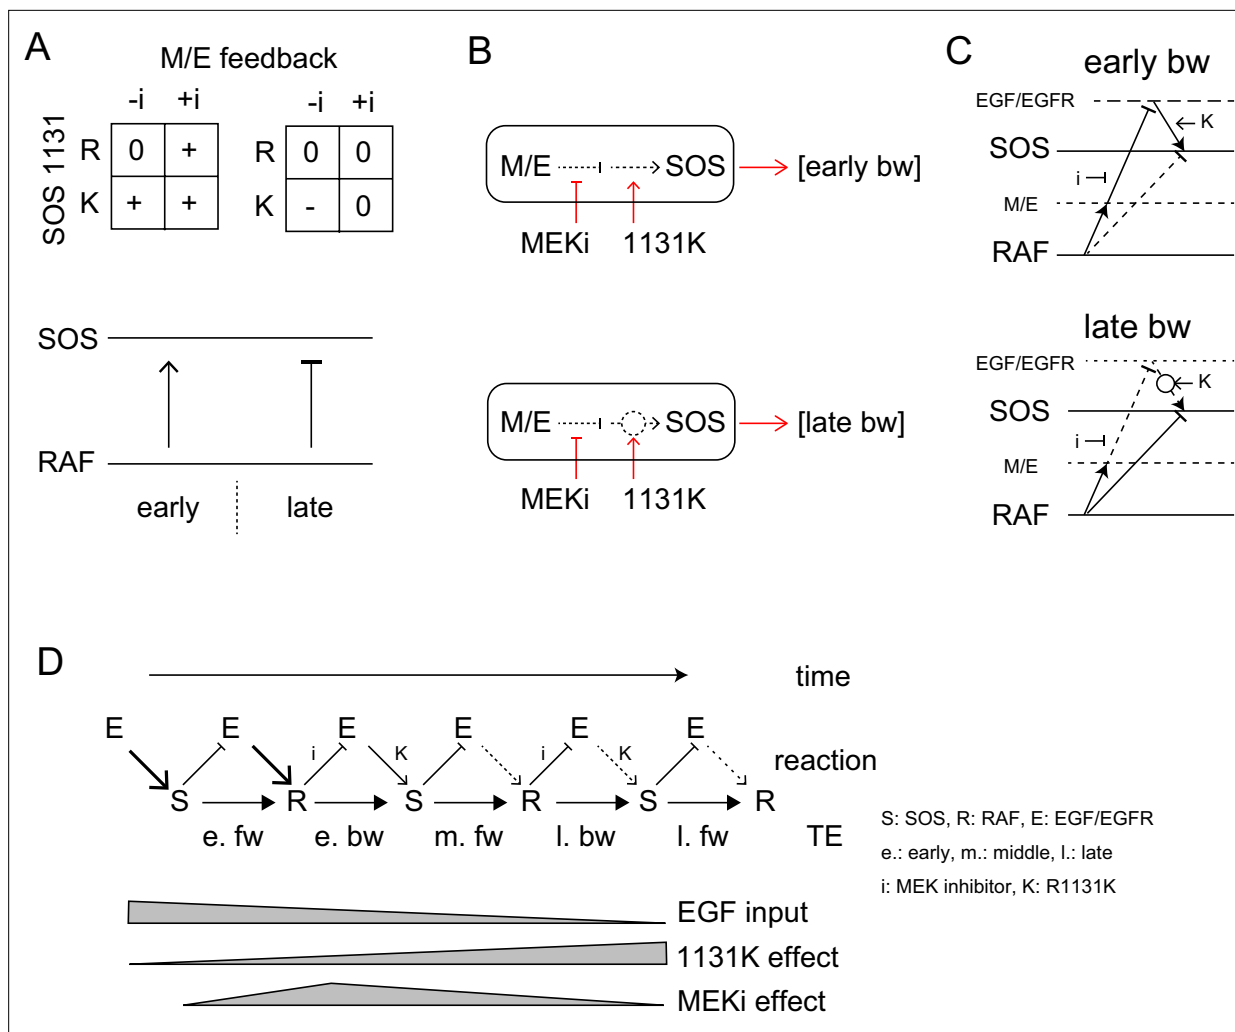 A
M/E feedback
-i +i
-i +i
SOS 1131
R 0 +
K + +
R 0 0
K - 0
SOS
RAF
early late
B
M/E SOS [early bw]
MEKi 1131K
M/E SOS [late bw]
MEKi 1131K
C
early bw
EGF/EGFR
K
SOS
i
M/E
RAF
late bw
EGF/EGFR
K
SOS
i
M/E
RAF
D
time
E E E E E E
i K i K
reaction
S R S R S R
e. fw e. bw m. fw l. bw l. fw TE
S: SOS, R: RAF, E: EGF/EGFR
e.: early, m.: middle, l.: late
i: MEK inhibitor, K: R1131K
EGF input
1131K effect
MEKi effect